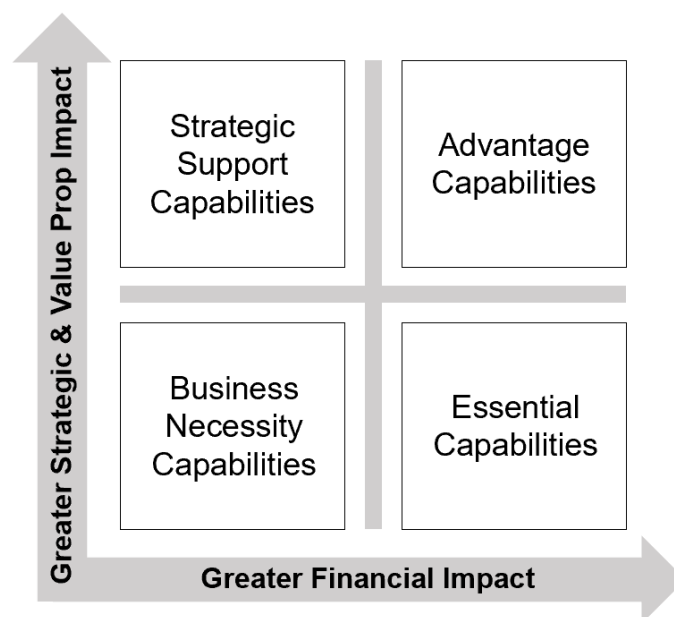 Greater Strategic & Value Prop Impact
Strategic
Support
Capabilities
Advantage
Capabilities
Business
Necessity
Capabilities
Essential
Capabilities
Greater Financial Impact